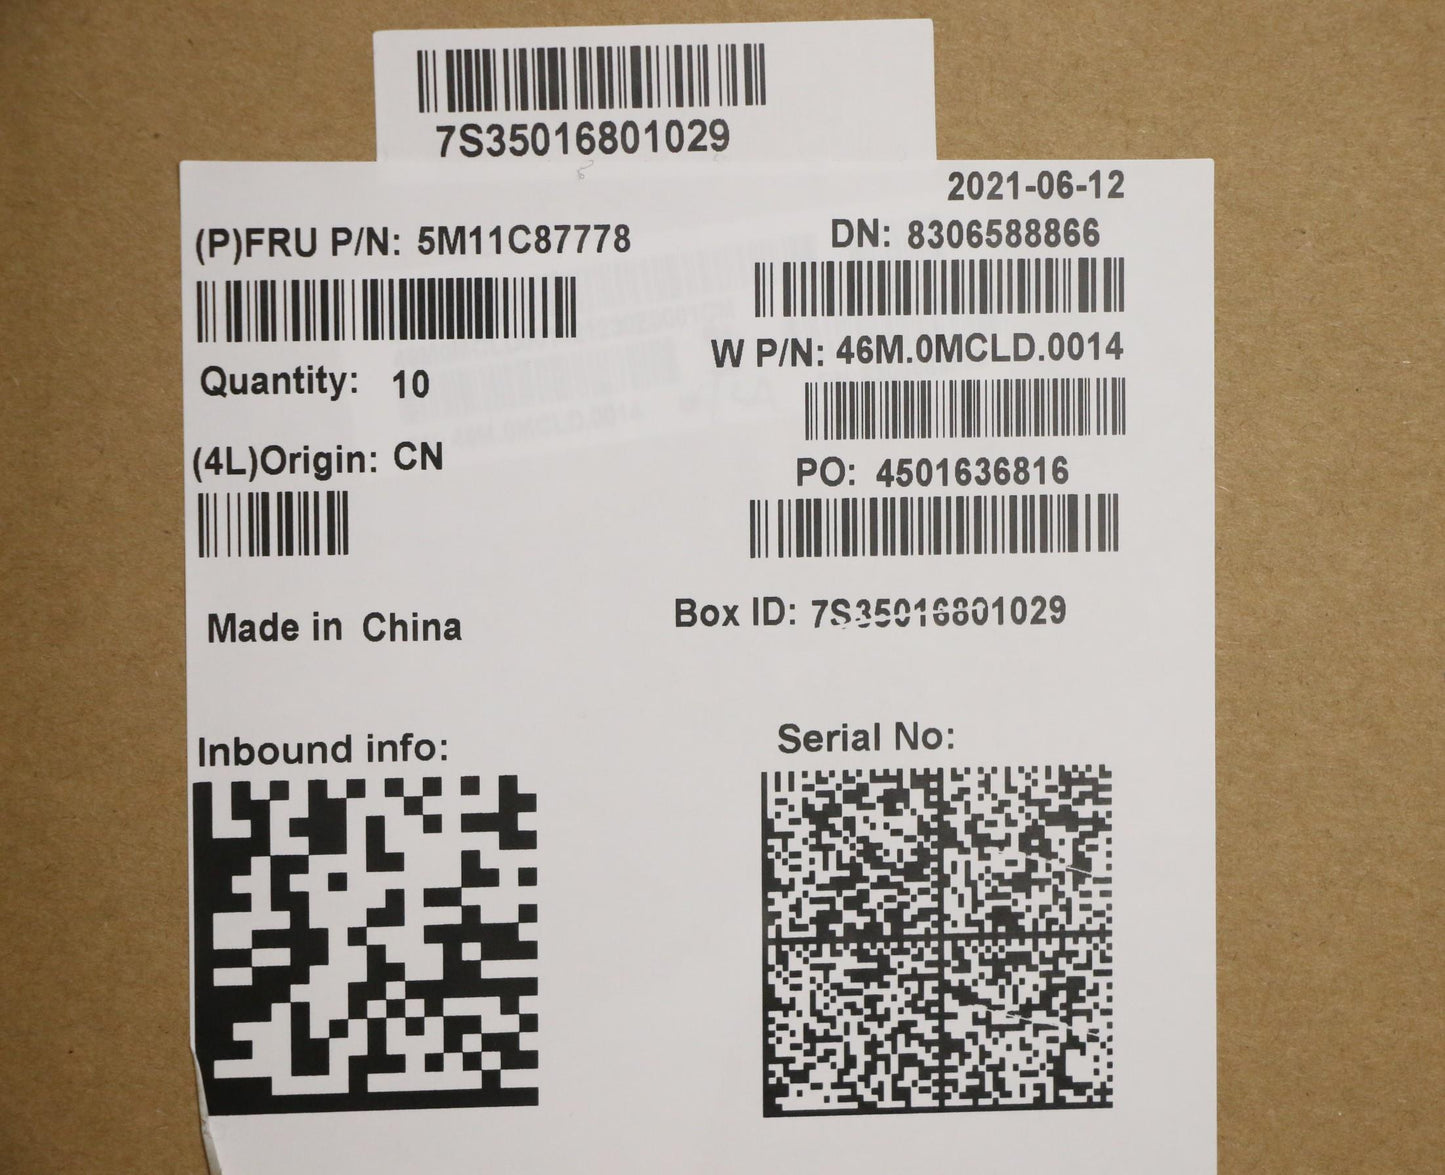 7S35016801029
2021-06-12
(P)FRU P/N: 5M11C87778
DN: 8306588866
W P/N: 46M.0MCLD.0014
Quantity: 10
(4L)Origin: CN
PO: 4501636816
Made in China
Box ID: 7S35016801029
Inbound info:
Serial No: